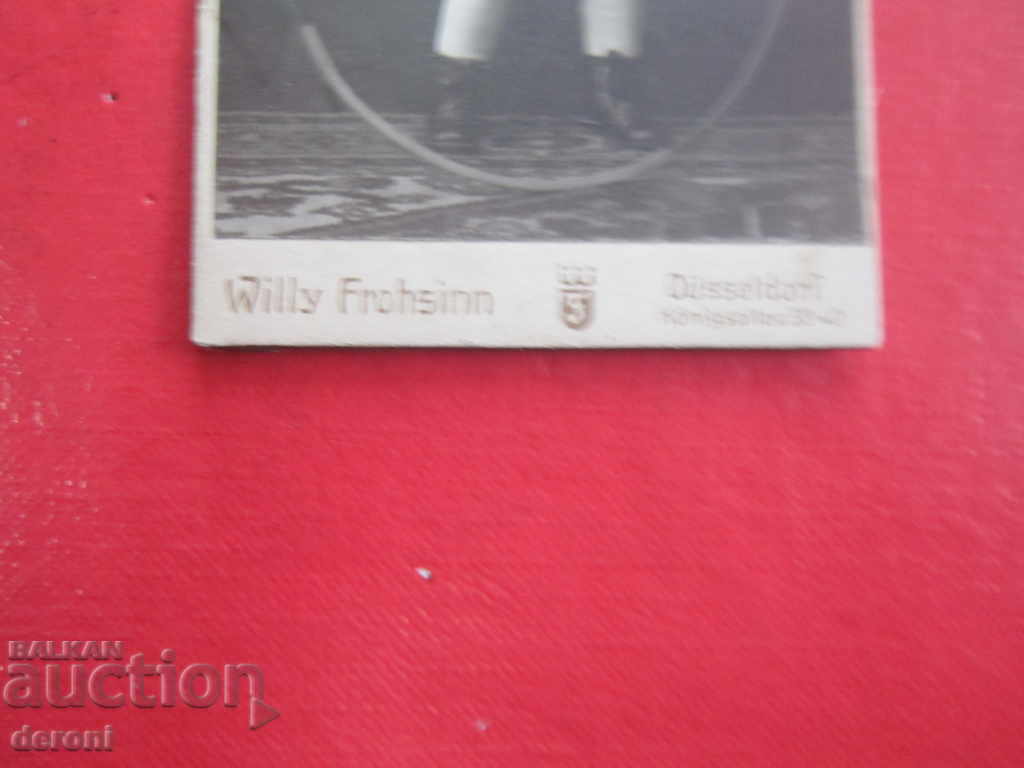 Willy Frohsinn
Düsseldorf
BALKAN
auction
deroni